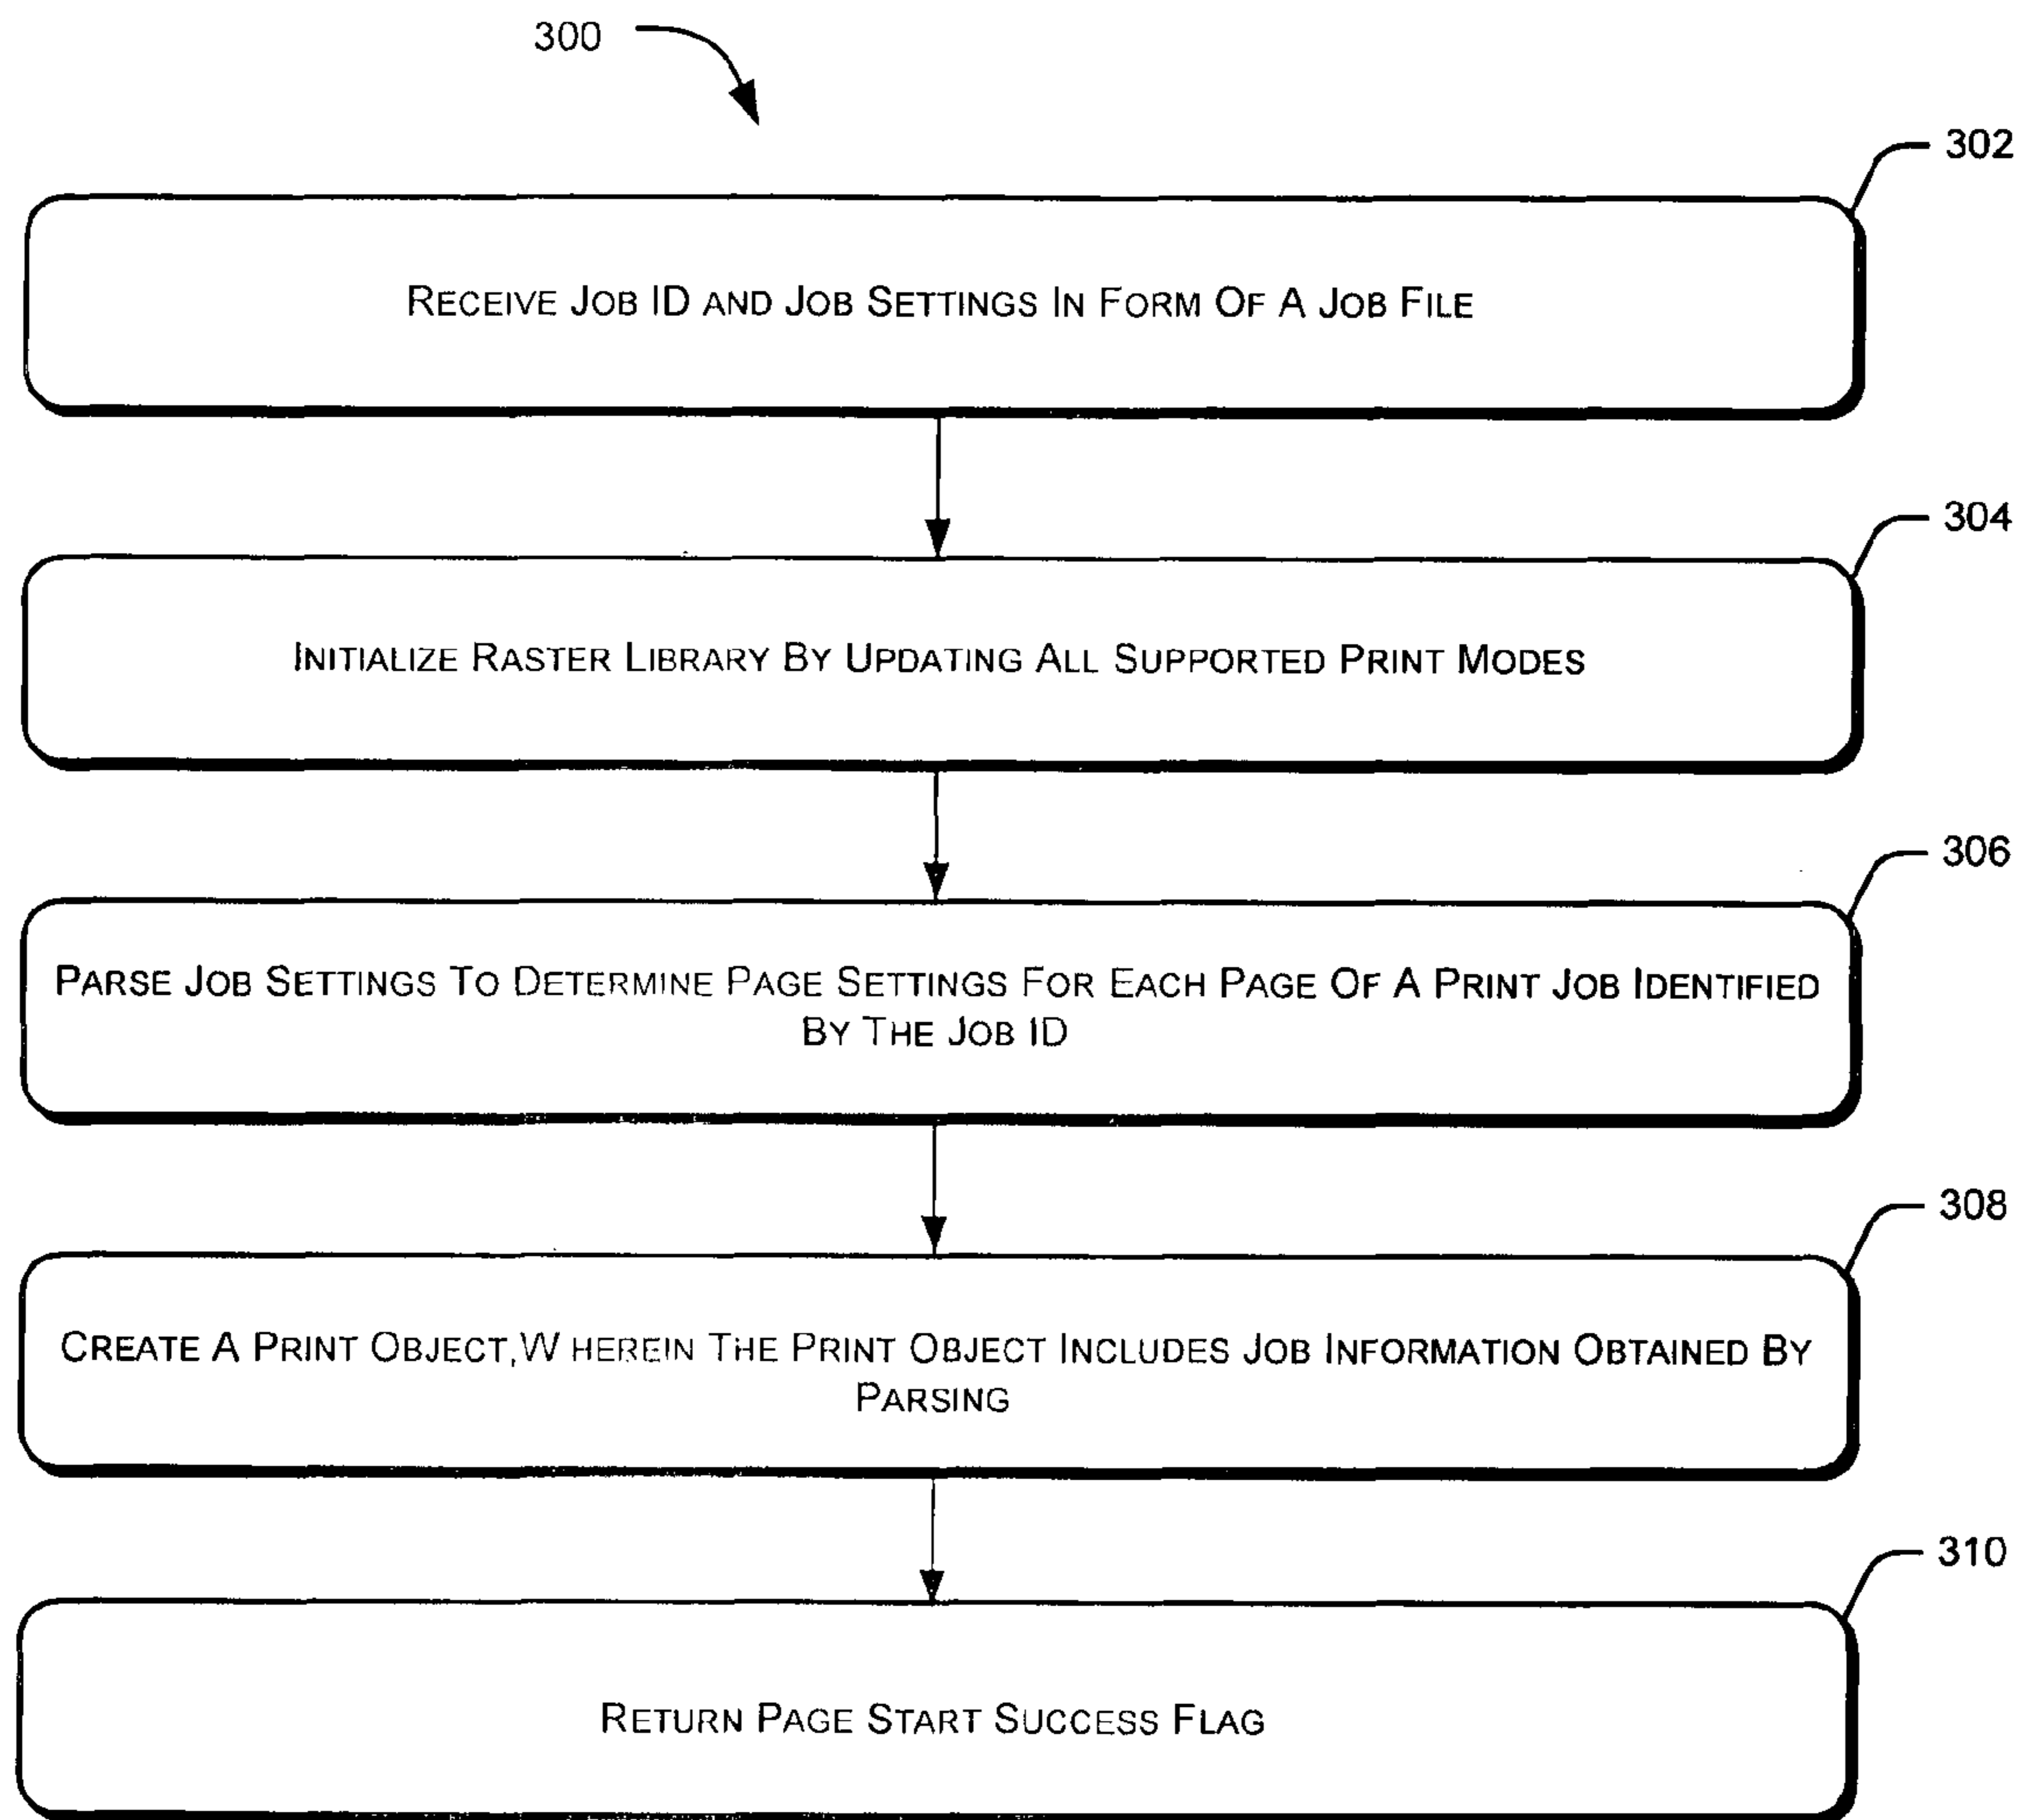 300
302
RECEIVE JOB ID AND JOB SETTINGS IN FORM OF A JOB FILE
304
INITIALIZE RASTER LIBRARY BY UPDATING ALL SUPPORTED PRINT MODES
306
PARSE JOB SETTINGS TO DETERMINE PAGE SETTINGS FOR EACH PAGE OF A PRINT JOB IDENTIFIED
BY THE JOB ID
308
CREATE A PRINT OBJECT,W HEREIN THE PRINT OBJECT INCLUDES JOB INFORMATION OBTAINED BY
PARSING
310
RETURN PAGE START SUCCESS FLAG